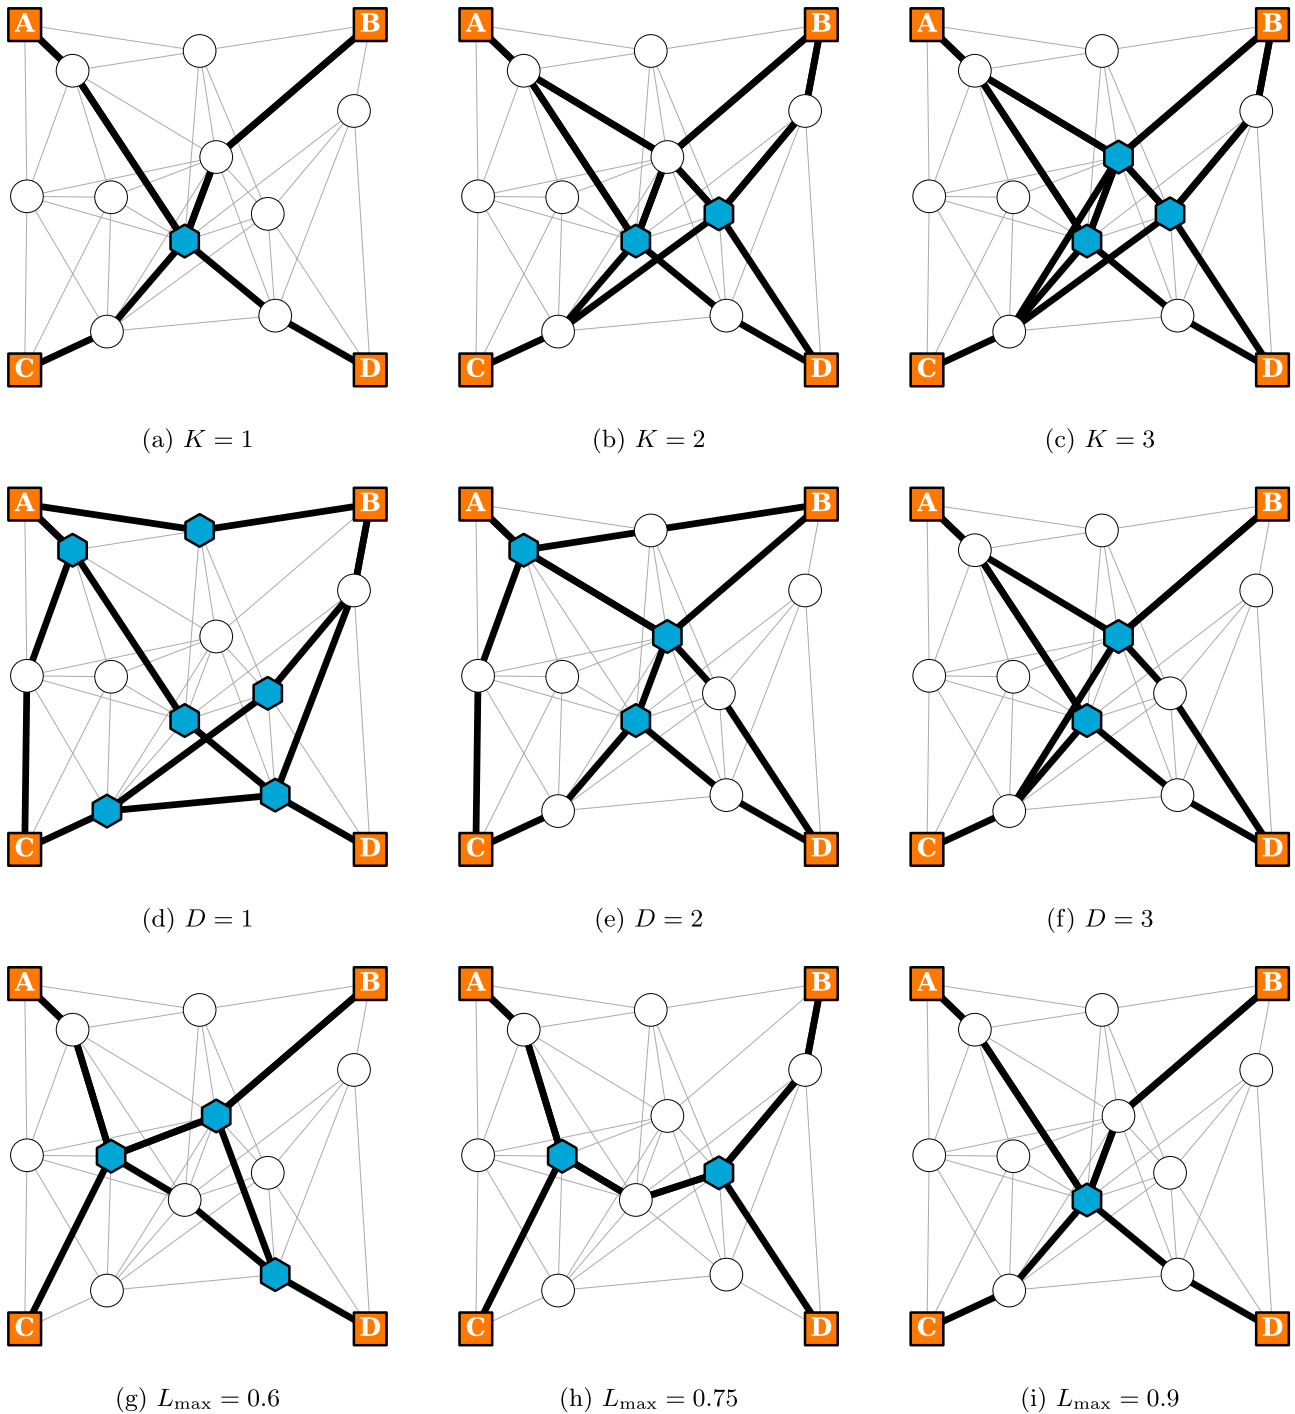 A B A B A B
C D C D C D
(a) K = 1 (b) K = 2 (c) K = 3
A B A B A B
C D C D C D
(d) D = 1 (e) D = 2 (f) D = 3
A B A B A B
C D C D C D
(g) L_max = 0.6 (h) L_max = 0.75 (i) L_max = 0.9